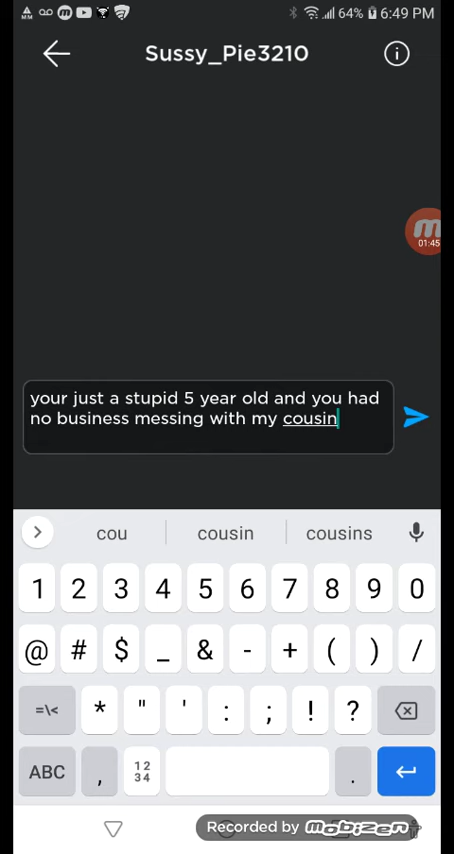 64% 6:49 PM
Sussy_Pie3210
01:45
your just a stupid 5 year old and you had
no business messing with my cousin
cou cousin cousins
1 2 3 4 5 6 7 8 9 0
@ # $ _ & - + ( ) /
=\< * " ' : ; ! ?
ABC , 12 .
34
Recorded by mobizen